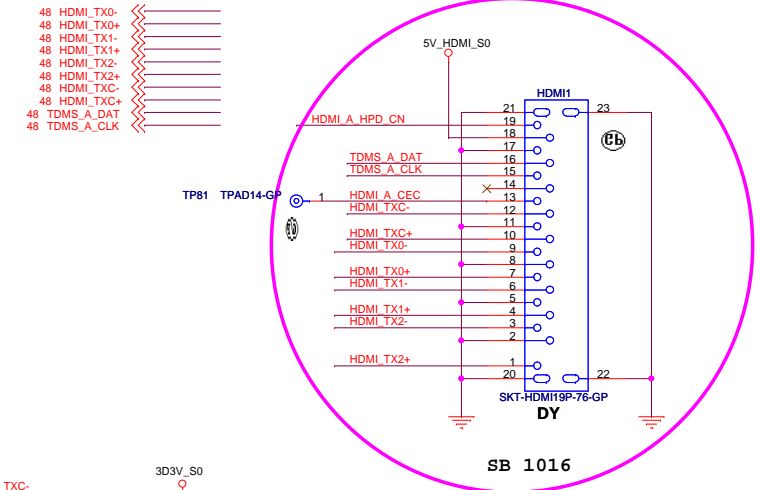 48 HDMI_TX0-
48 HDMI_TX0+
48 HDMI_TX1-
48 HDMI_TX1+
48 HDMI_TX2-
48 HDMI_TX2+
48 HDMI_TXC-
48 HDMI_TXC+
48 TDMS_A_DAT
48 TDMS_A_CLK
5V_HDMI_S0
HDMI1
21 23
HDMI_A_HPD_CN 19
18
17
TDMS_A_DAT 16
TDMS_A_CLK 15
14
TP81 TPAD14-GP 1 HDMI_A_CEC 13
HDMI_TXC- 12
11
HDMI_TXC+ 10
HDMI_TX0- 9
8
HDMI_TX0+ 7
HDMI_TX1- 6
5
HDMI_TX1+ 4
HDMI_TX2- 3
2
HDMI_TX2+ 1
20 22
SKT-HDMI19P-76-GP
DY
SB 1016
3D3V_S0
TXC-